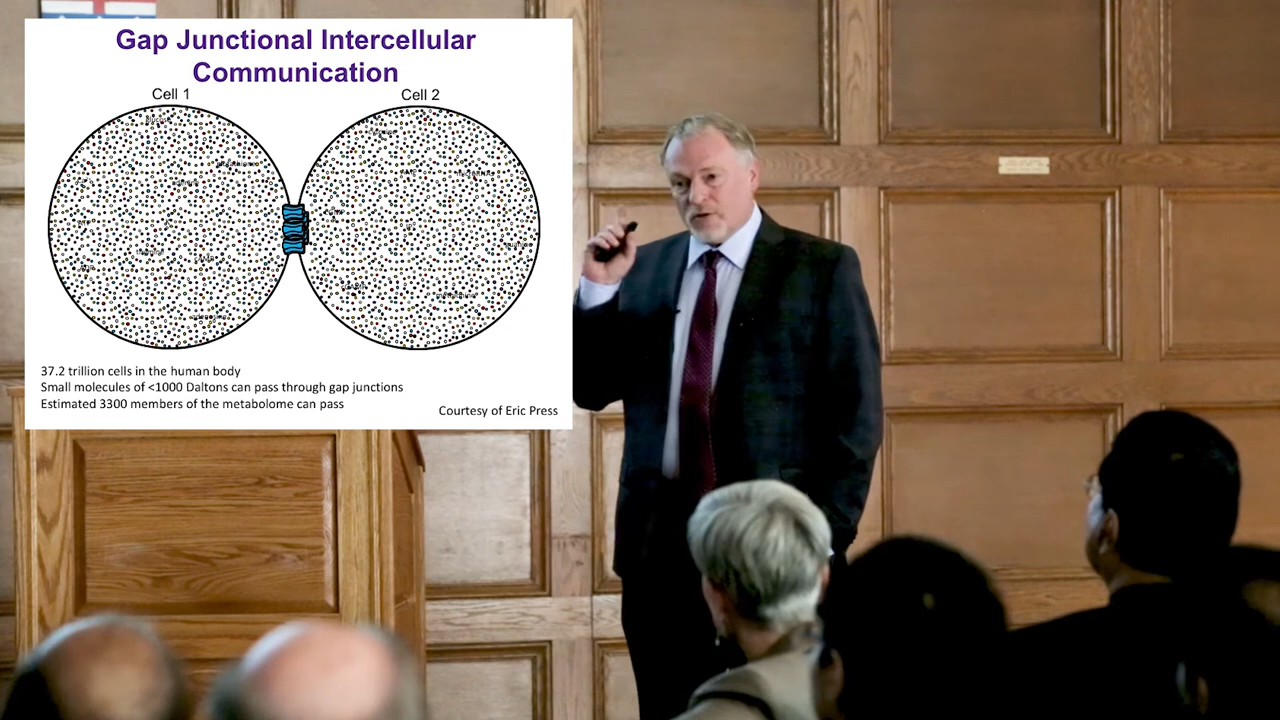 Gap Junctional Intercellular
Communication
Cell 1
Cell 2
37.2 trillion cells in the human body
Small molecules of <1000 Daltons can pass through gap junctions
Estimated 3300 members of the metabolome can pass
Courtesy of Eric Press